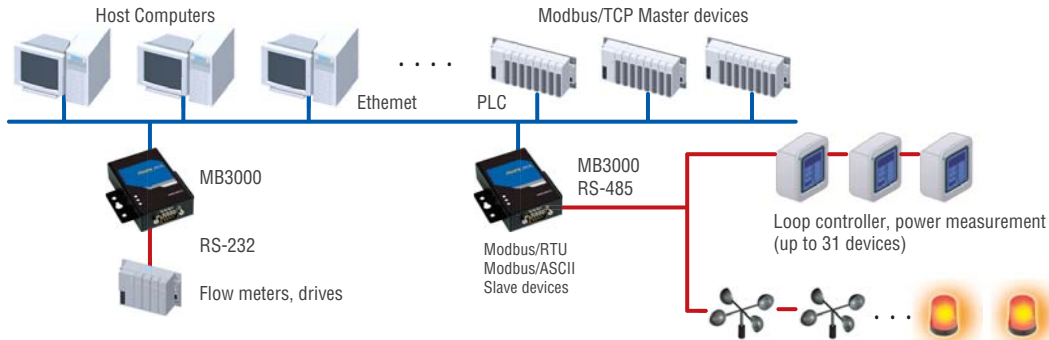 Host Computers
Modbus/TCP Master devices
. . . .
Ethemet
PLC
MB3000
MB3000
RS-485
RS-232
Flow meters, drives
Modbus/RTU
Modbus/ASCII
Slave devices
Loop controller, power measurement
(up to 31 devices)
. . .